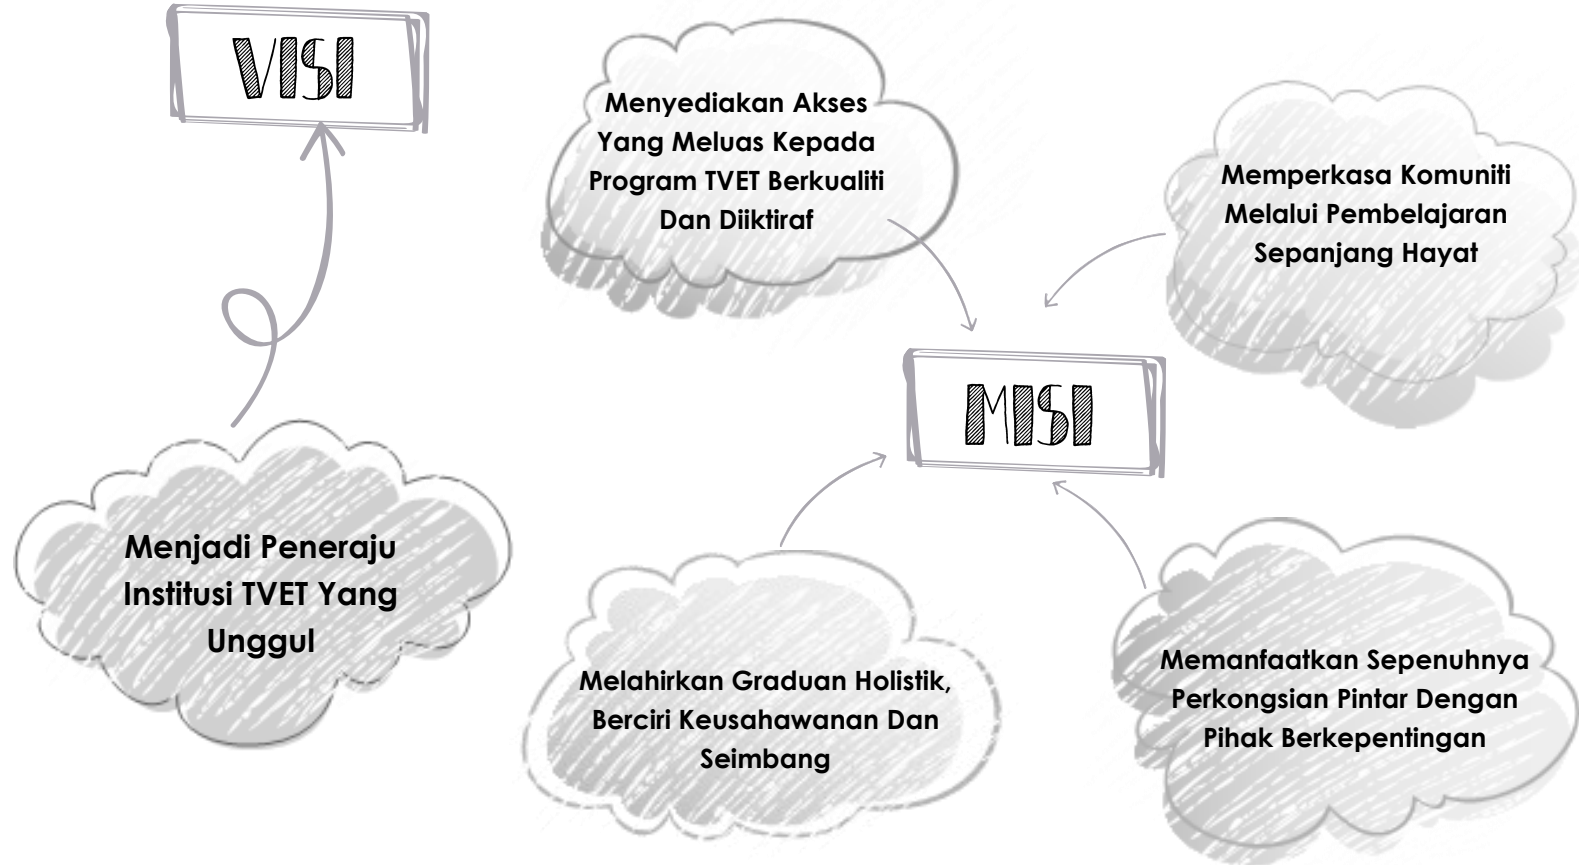 VISI
Menjadi Peneraju
Institusi TVET Yang
Unggul
Menyediakan Akses
Yang Meluas Kepada
Program TVET Berkualiti
Dan Diiktiraf
Memperkasa Komuniti
Melalui Pembelajaran
Sepanjang Hayat
MISI
Melahirkan Graduan Holistik,
Berciri Keusahawanan Dan
Seimbang
Memanfaatkan Sepenuhnya
Perkongsian Pintar Dengan
Pihak Berkepentingan